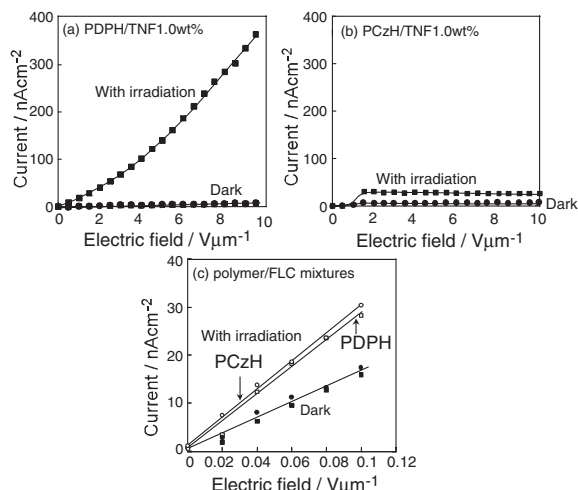 (a) PDPH/TNF1.0wt%
Current / nAcm-2
400
300
200
100
0
With irradiation
Dark
0 2 4 6 8 10
Electric field / Vμm-1
(b) PCzH/TNF1.0wt%
Current / nAcm-2
400
300
200
100
0
With irradiation
Dark
0 2 4 6 8 10
Electric field / Vμm-1
(c) polymer/FLC mixtures
Current / nAcm-2
40
30
20
10
0
With irradiation
PCzH
PDPH
Dark
0 0.02 0.04 0.06 0.08 0.1 0.12
Electric field / Vμm-1